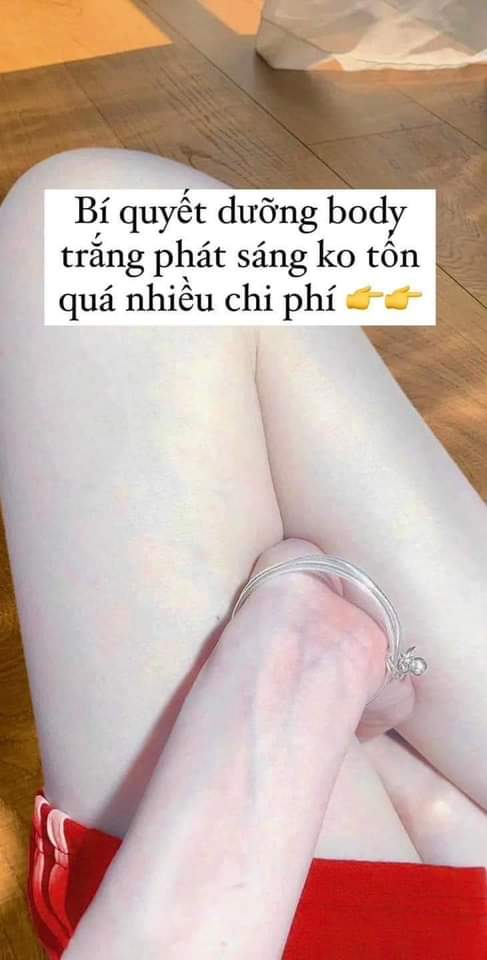 Bí quyết dưỡng body
trắng phát sáng ko tốn
quá nhiều chi phí 👉👉